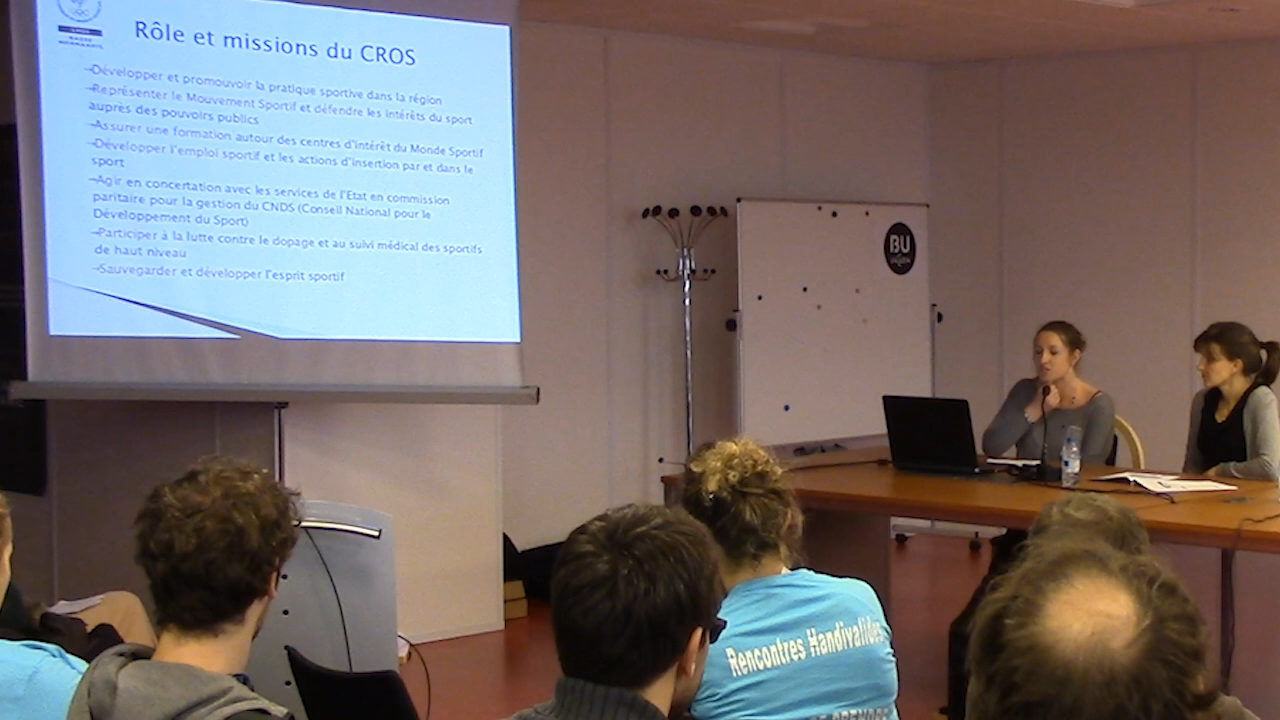 CROS
BASSE
NORMANDIE
Rôle et missions du CROS
→Développer et promouvoir la pratique sportive dans la région
→Représenter le Mouvement Sportif et défendre les intérêts du sport
auprès des pouvoirs publics
→Assurer une formation autour des centres d'intérêt du Monde Sportif
→Développer l'emploi sportif et les actions d'insertion par et dans le
sport
→Agir en concertation avec les services de l'Etat en commission
paritaire pour la gestion du CNDS (Conseil National pour le
Développement du Sport)
→Participer à la lutte contre le dopage et au suivi médical des sportifs
de haut niveau
→Sauvegarder et développer l'esprit sportif
BU
Rencontres Handivalides